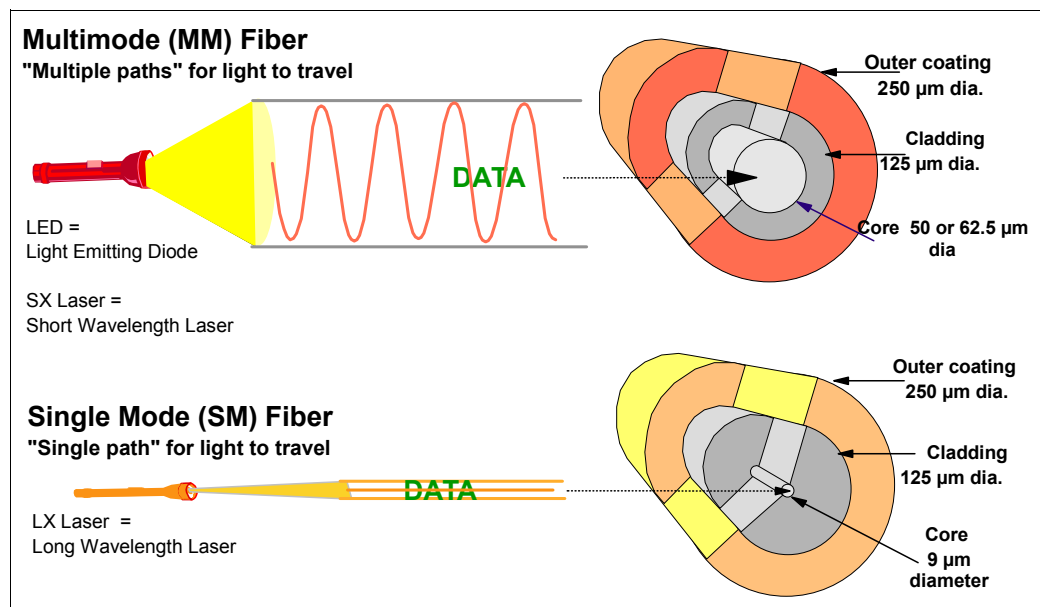 Multimode (MM) Fiber
"Multiple paths" for light to travel
DATA
LED =
Light Emitting Diode
SX Laser =
Short Wavelength Laser
Outer coating
250 µm dia.
Cladding
125 µm dia.
Core 50 or 62.5 µm
dia
Single Mode (SM) Fiber
"Single path" for light to travel
DATA
LX Laser =
Long Wavelength Laser
Outer coating
250 µm dia.
Cladding
125 µm dia.
Core
9 µm
diameter